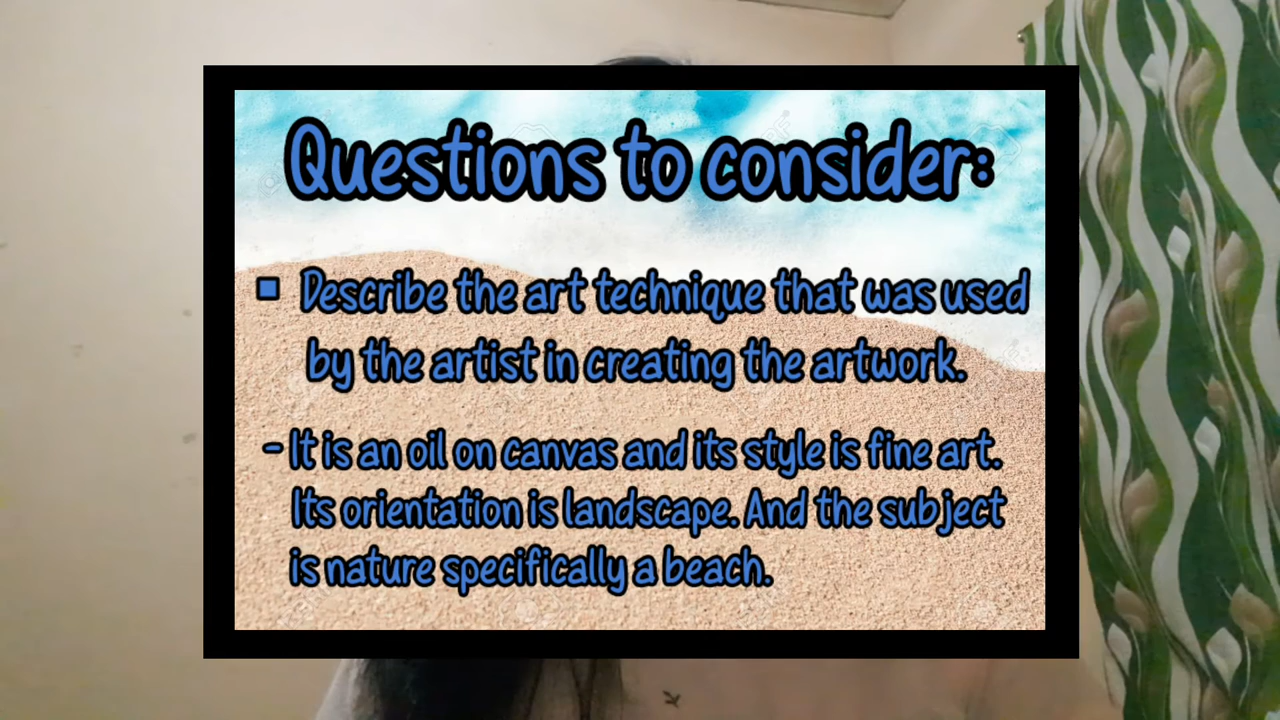 Questions to consider:
▪ Describe the art technique that was used
by the artist in creating the artwork.
- It is an oil on canvas and its style is fine art.
Its orientation is landscape. And the subject
is nature specifically a beach.